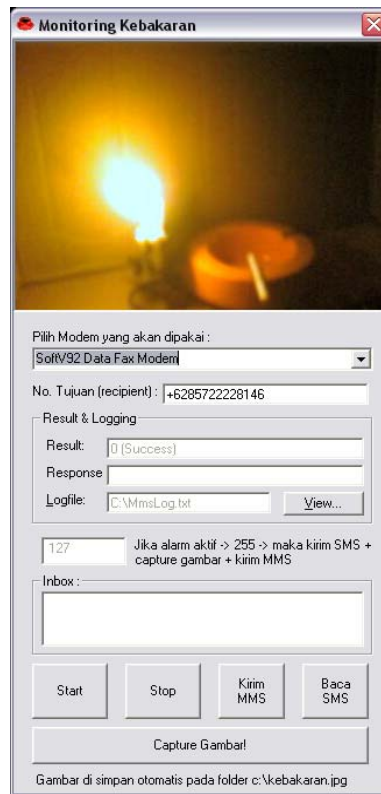 Monitoring Kebakaran
Pilih Modem yang akan dipakai :
SoftV92 Data Fax Modem
No. Tujuan (recipient) : +6285722228146
Result & Logging
Result: 0 (Success)
Response
Logfile: C:\MmsLog.txt View...
127 Jika alarm aktif -> 255 -> maka kirim SMS +
capture gambar + kirim MMS
Inbox :
Start Stop Kirim MMS Baca SMS
Capture Gambar!
Gambar di simpan otomatis pada folder c:\kebakaran.jpg